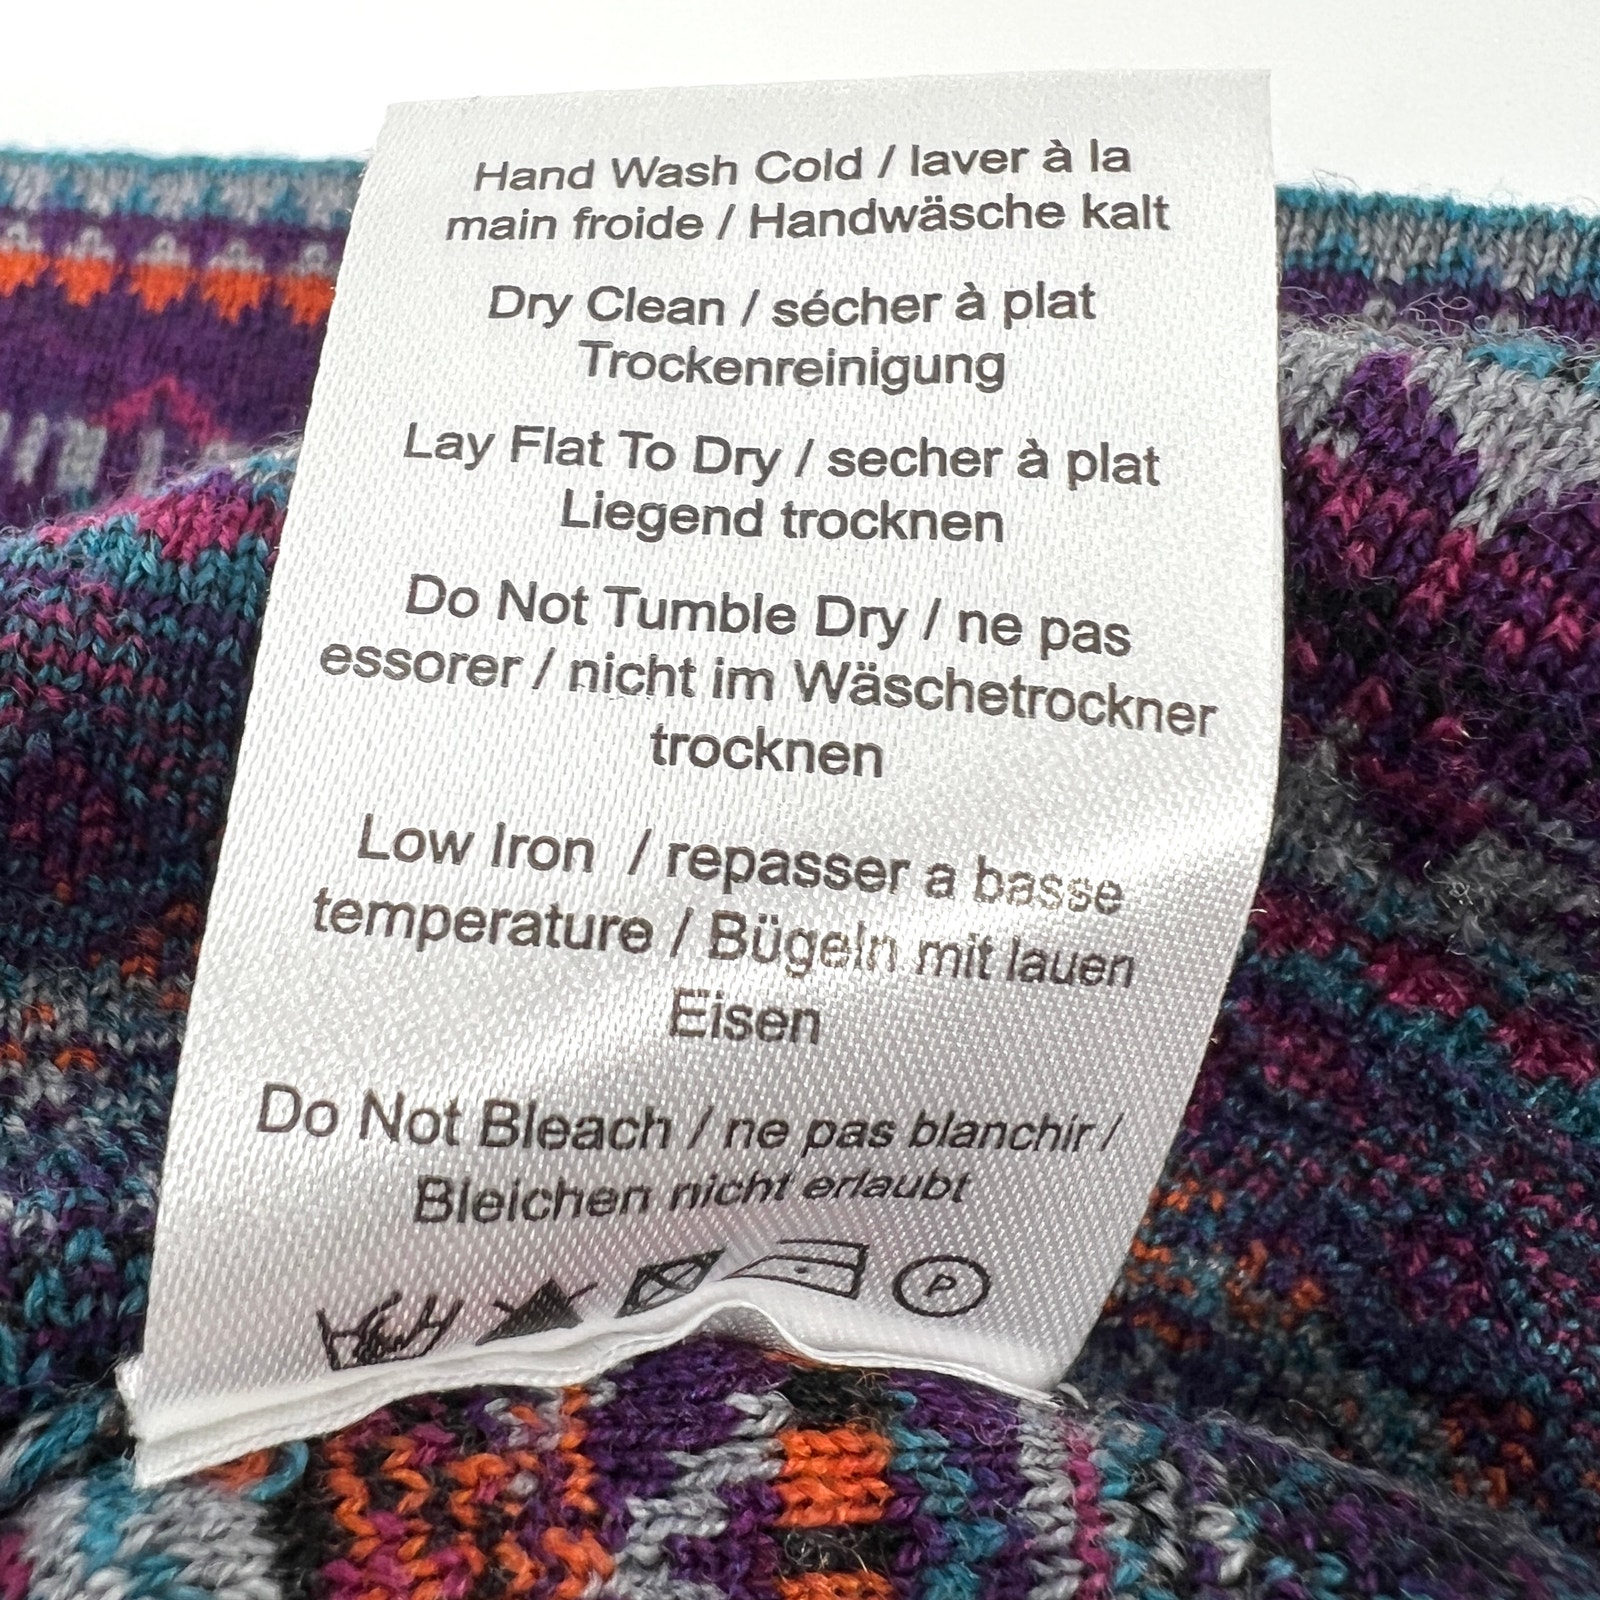 Hand Wash Cold / laver à la
main froide / Handwäsche kalt
Dry Clean / sécher à plat
Trockenreinigung
Lay Flat To Dry / secher à plat
Liegend trocknen
Do Not Tumble Dry / ne pas
essorer / nicht im Wäschetrockner
trocknen
Low Iron / repasser a basse
temperature / Bügeln mit lauen
Eisen
Do Not Bleach / ne pas blanchir /
Bleichen nicht erlaubt
P